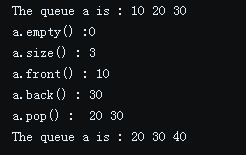 The queue a is : 10 20 30
a.empty() :0
a.size() : 3
a.front() : 10
a.back() : 30
a.pop() :  20 30
The queue a is : 20 30 40